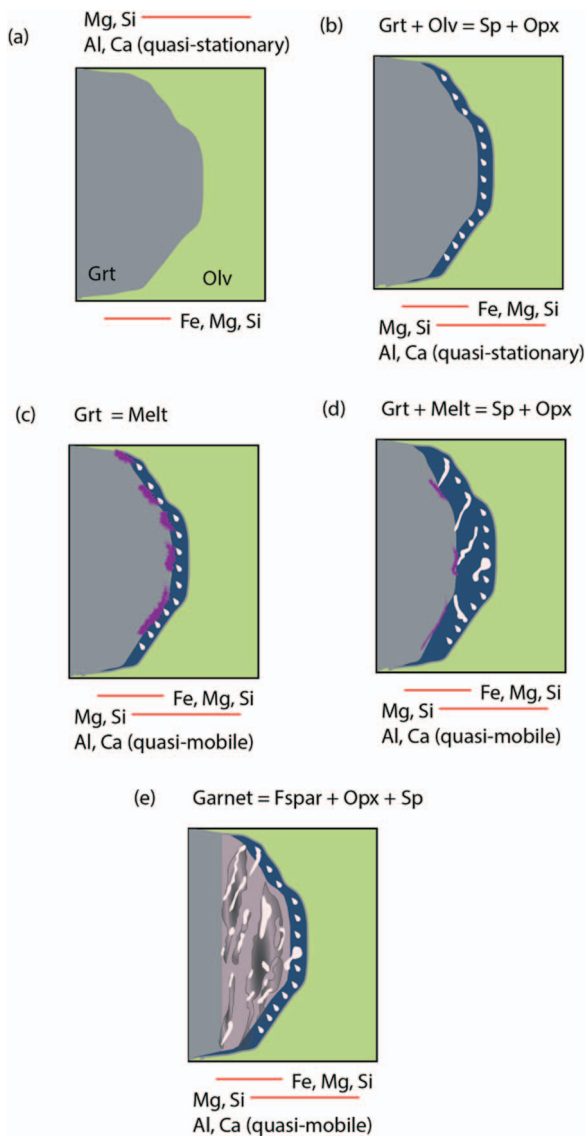 (a)
Mg, Si
Al, Ca (quasi-stationary)
Grt
Olv
Fe, Mg, Si
(b)
Grt + Olv = Sp + Opx
Fe, Mg, Si
Mg, Si
Al, Ca (quasi-stationary)
(c)
Grt = Melt
Fe, Mg, Si
Mg, Si
Al, Ca (quasi-mobile)
(d)
Grt + Melt = Sp + Opx
Fe, Mg, Si
Mg, Si
Al, Ca (quasi-mobile)
(e)
Garnet = Fspar + Opx + Sp
Fe, Mg, Si
Mg, Si
Al, Ca (quasi-mobile)